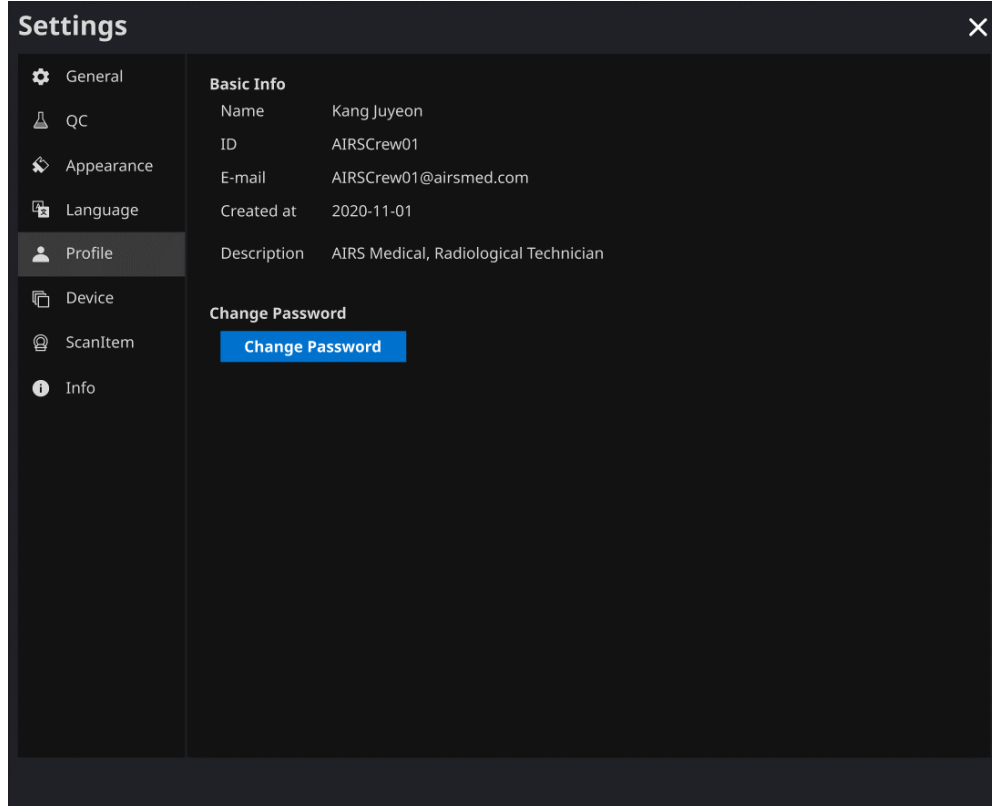 Settings
General
QC
Appearance
Language
Profile
Device
ScanItem
Info
Basic Info
Name Kang Juyeon
ID AIRSCrew01
E-mail AIRSCrew01@airsmed.com
Created at 2020-11-01
Description AIRS Medical, Radiological Technician
Change Password
Change Password